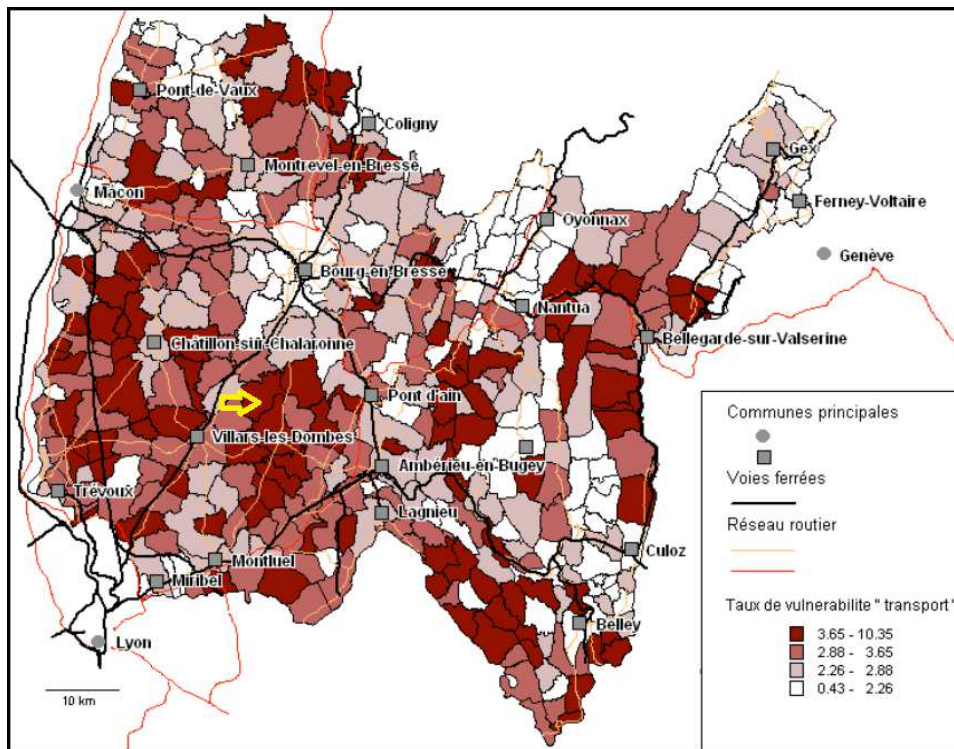 Pont-de-Vaux
Coligny
Montrevel-en-Bresse
Gex
Mâcon
Ferney-Voltaire
Oyonnax
Genève
Bourg-en-Bresse
Nantua
Bellegarde-sur-Valserine
Châtillon-sur-Chalaronne
Pont d'ain
Villars-les-Dombes
Ambérieu-en-Bugey
Trévoux
Lagnieu
Culoz
Montluel
Miribel
Belley
Lyon
10 km
Communes principales
Voies ferrées
Réseau routier
Taux de vulnerabilite " transport "
3.65 - 10.35
2.88 - 3.65
2.26 - 2.88
0.43 - 2.26